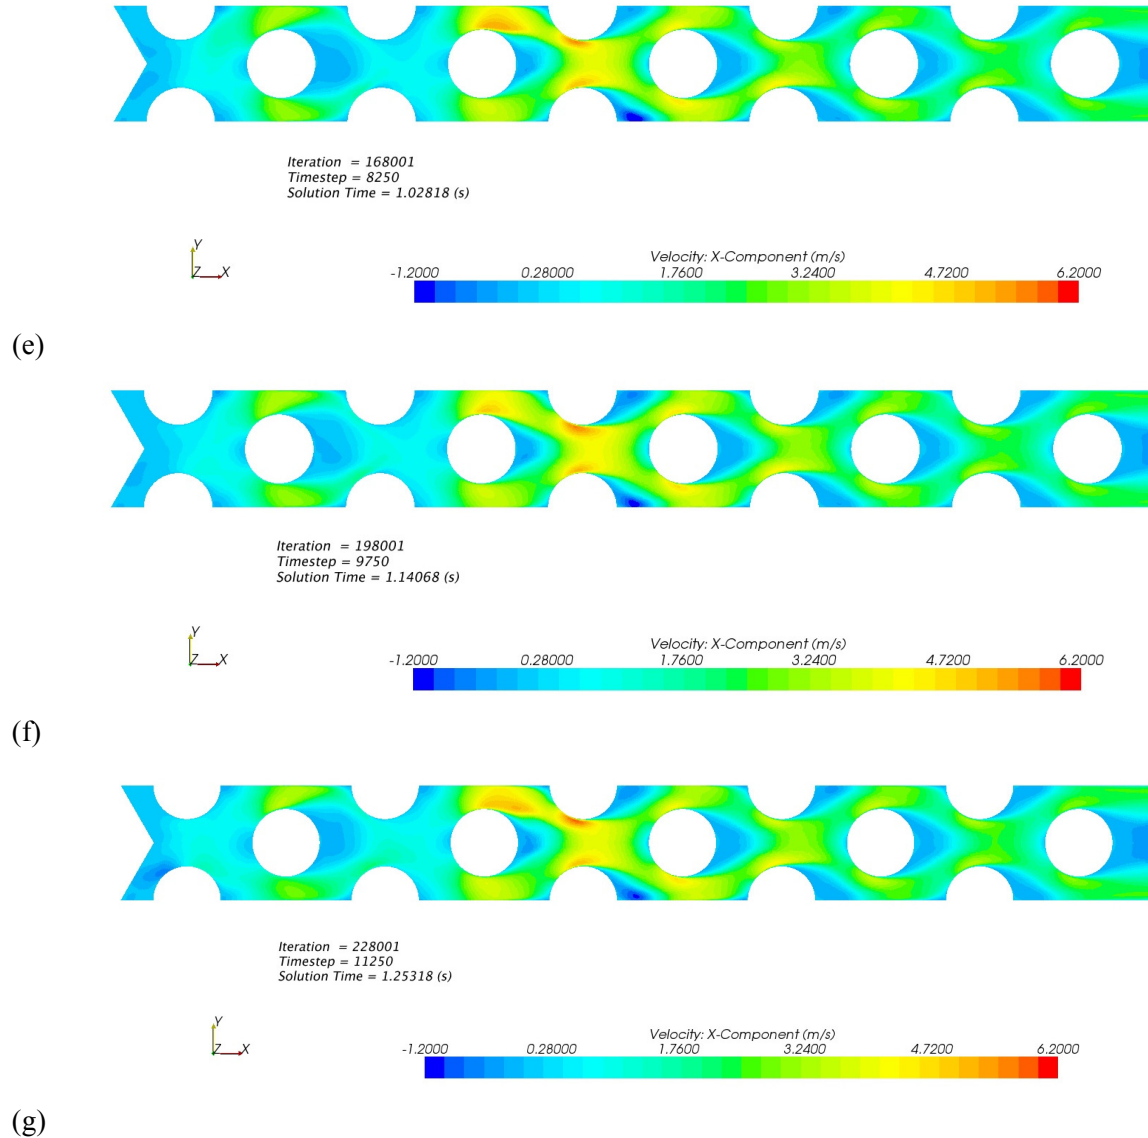 Iteration = 168001
Timestep = 8250
Solution Time = 1.02818 (s)
Y
Z X
Velocity: X-Component (m/s)
-1.2000 0.28000 1.7600 3.2400 4.7200 6.2000
(e)
Iteration = 198001
Timestep = 9750
Solution Time = 1.14068 (s)
Y
Z X
Velocity: X-Component (m/s)
-1.2000 0.28000 1.7600 3.2400 4.7200 6.2000
(f)
Iteration = 228001
Timestep = 11250
Solution Time = 1.25318 (s)
Y
Z X
Velocity: X-Component (m/s)
-1.2000 0.28000 1.7600 3.2400 4.7200 6.2000
(g)